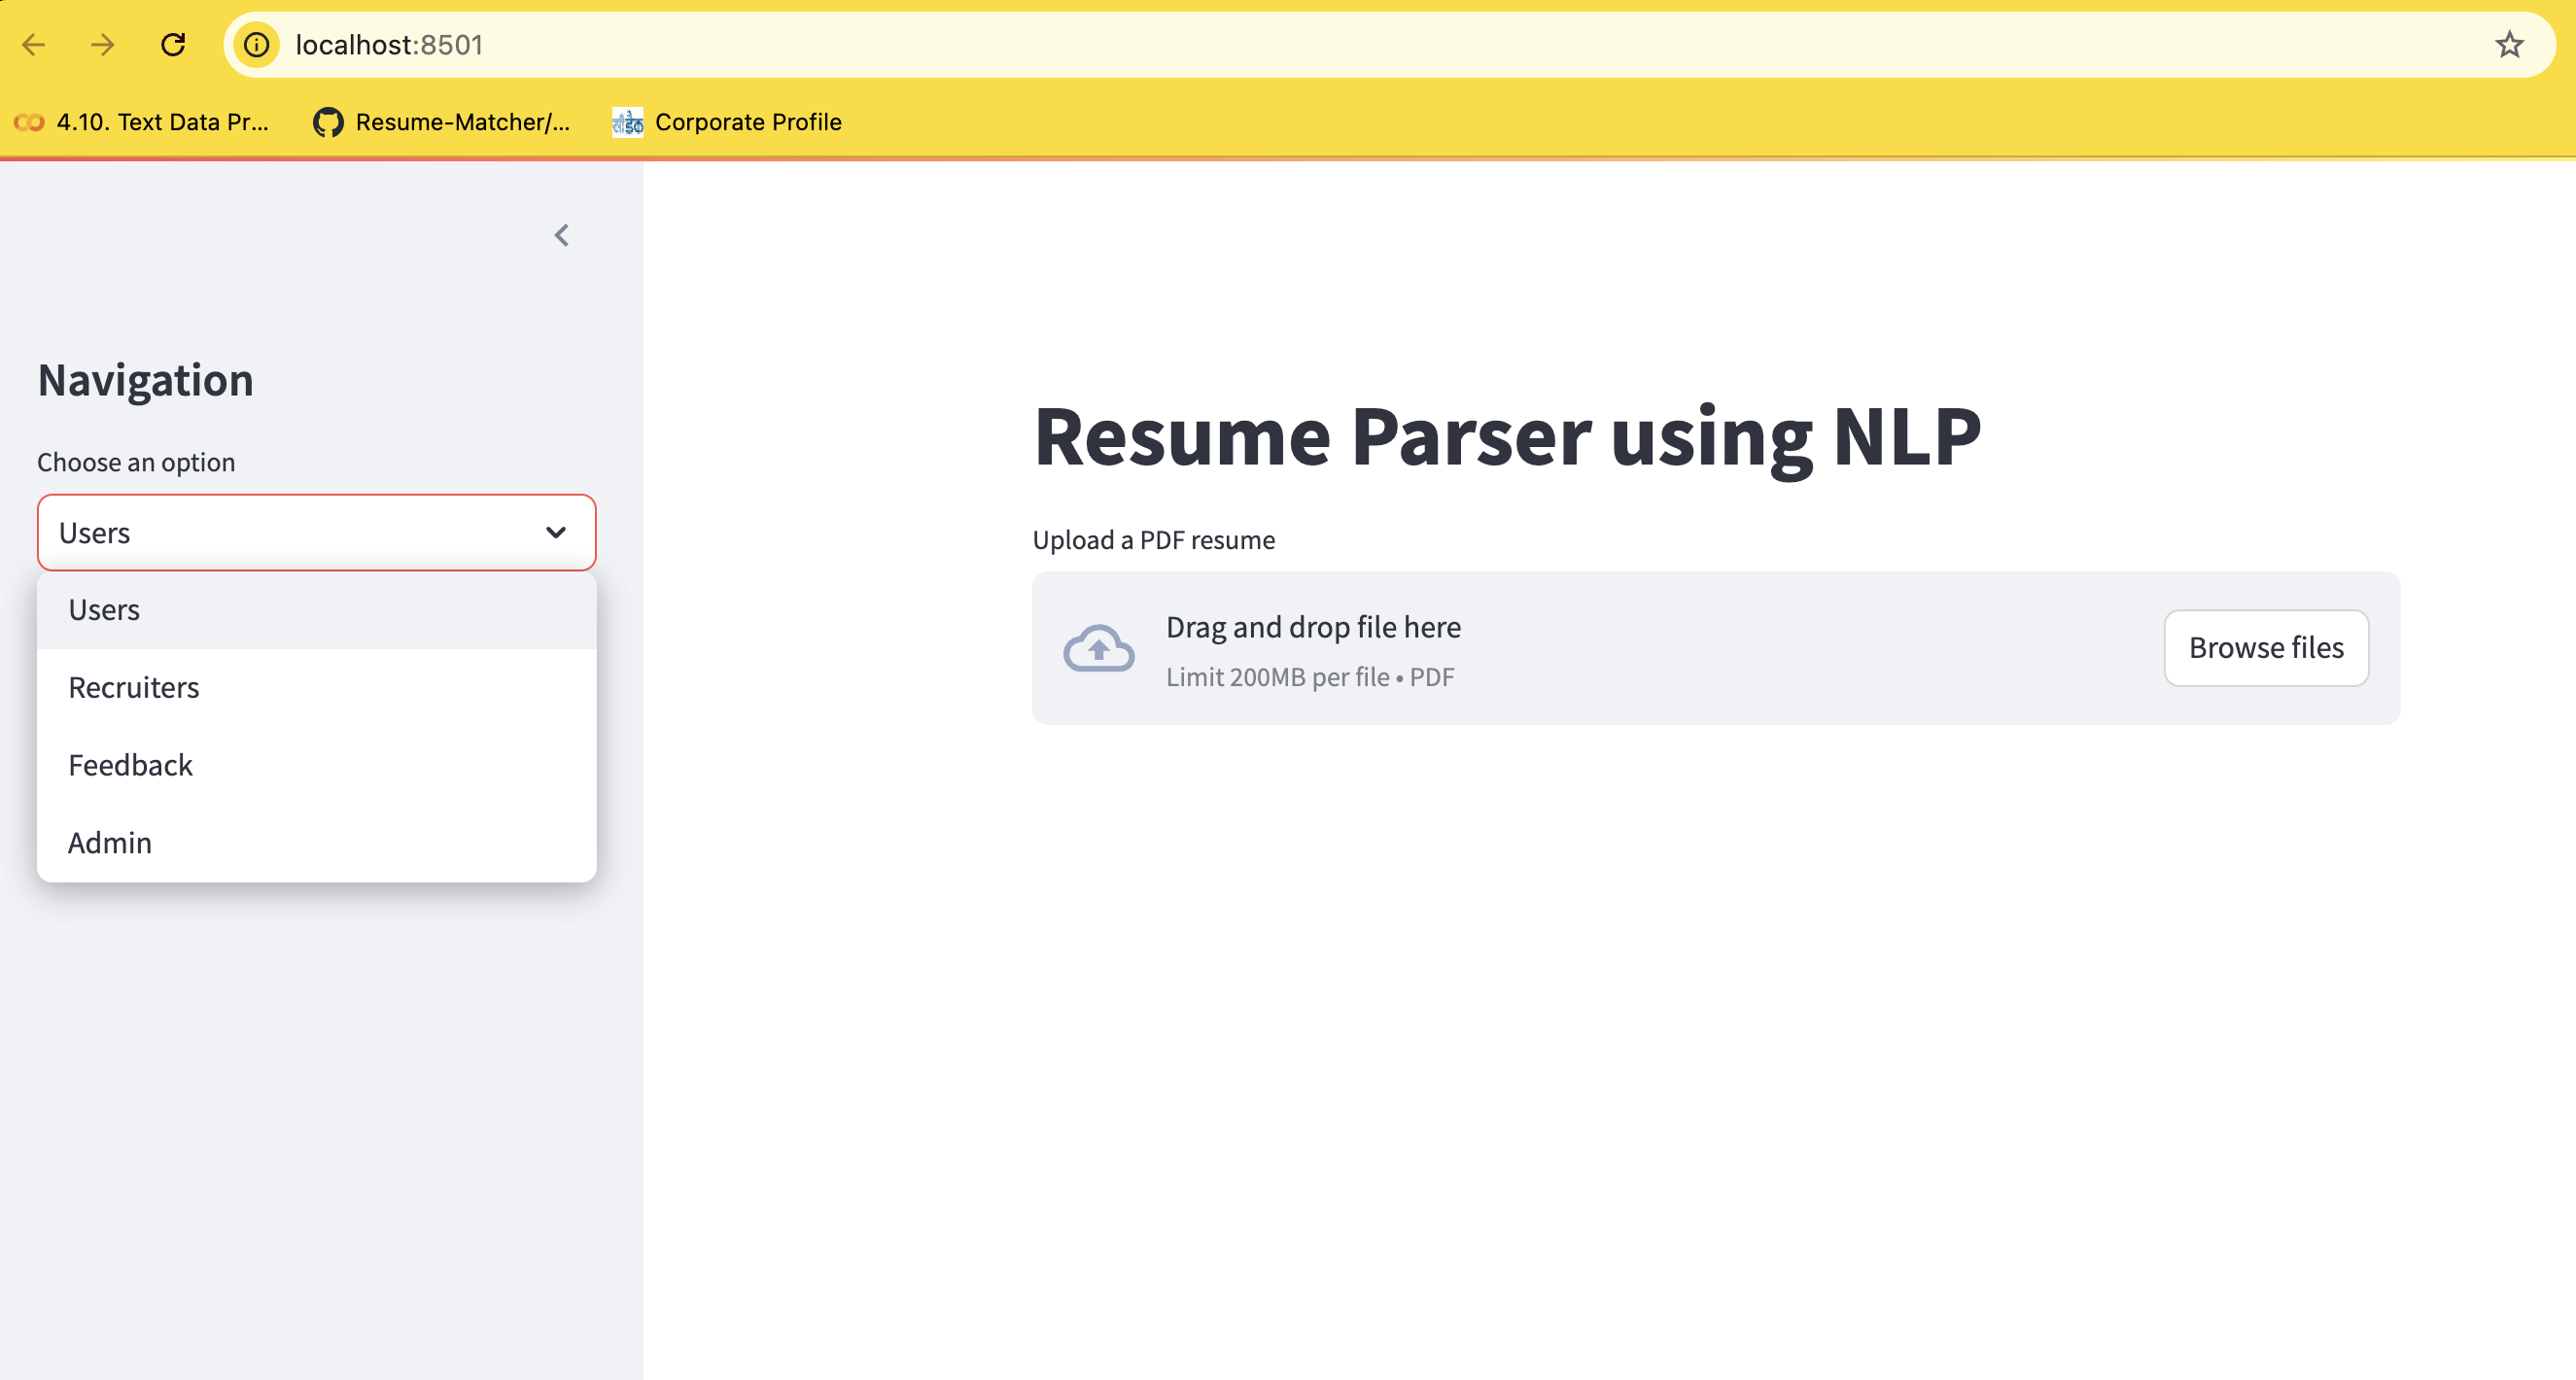 localhost:8501
4.10. Text Data Pr...
Resume-Matcher/...
Corporate Profile
Navigation
Choose an option
Users
Users
Recruiters
Feedback
Admin
Resume Parser using NLP
Upload a PDF resume
Drag and drop file here
Limit 200MB per file • PDF
Browse files